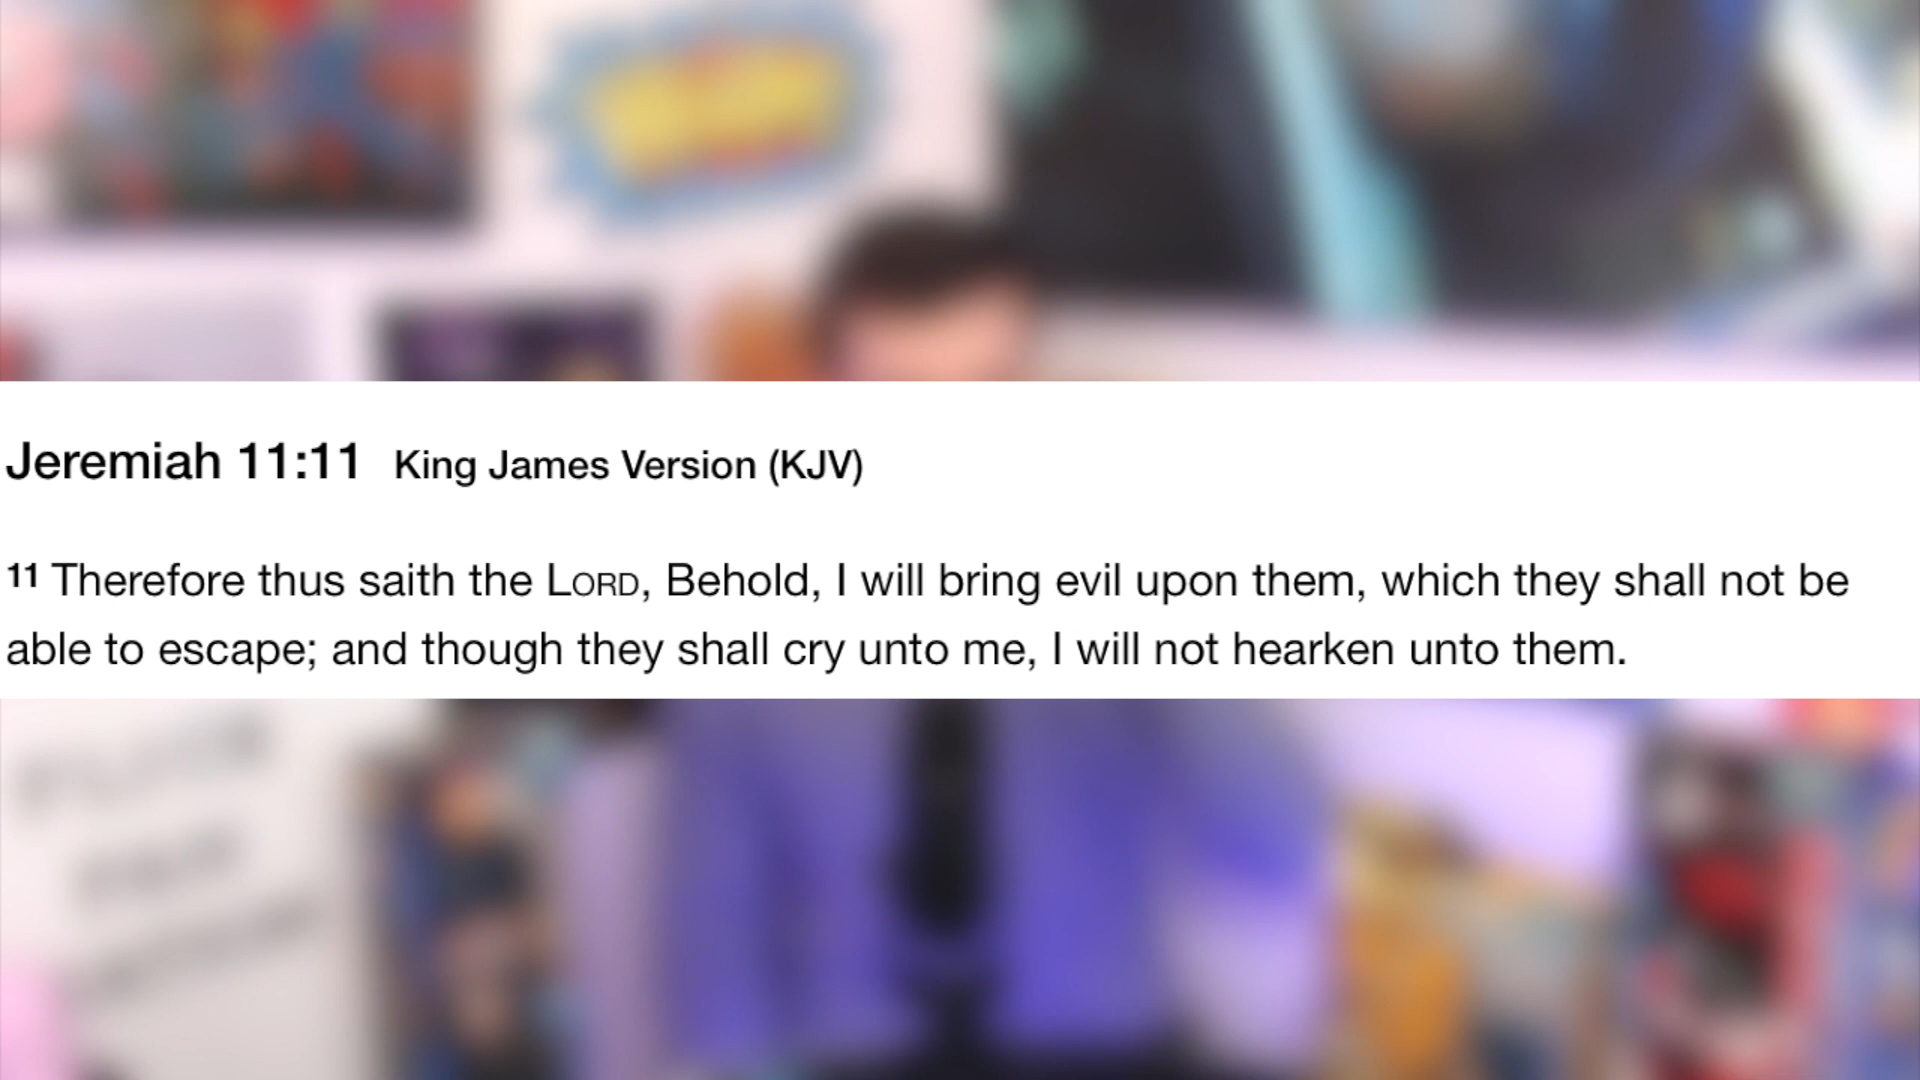 Jeremiah 11:11 King James Version (KJV)
11 Therefore thus saith the LORD, Behold, I will bring evil upon them, which they shall not be
able to escape; and though they shall cry unto me, I will not hearken unto them.